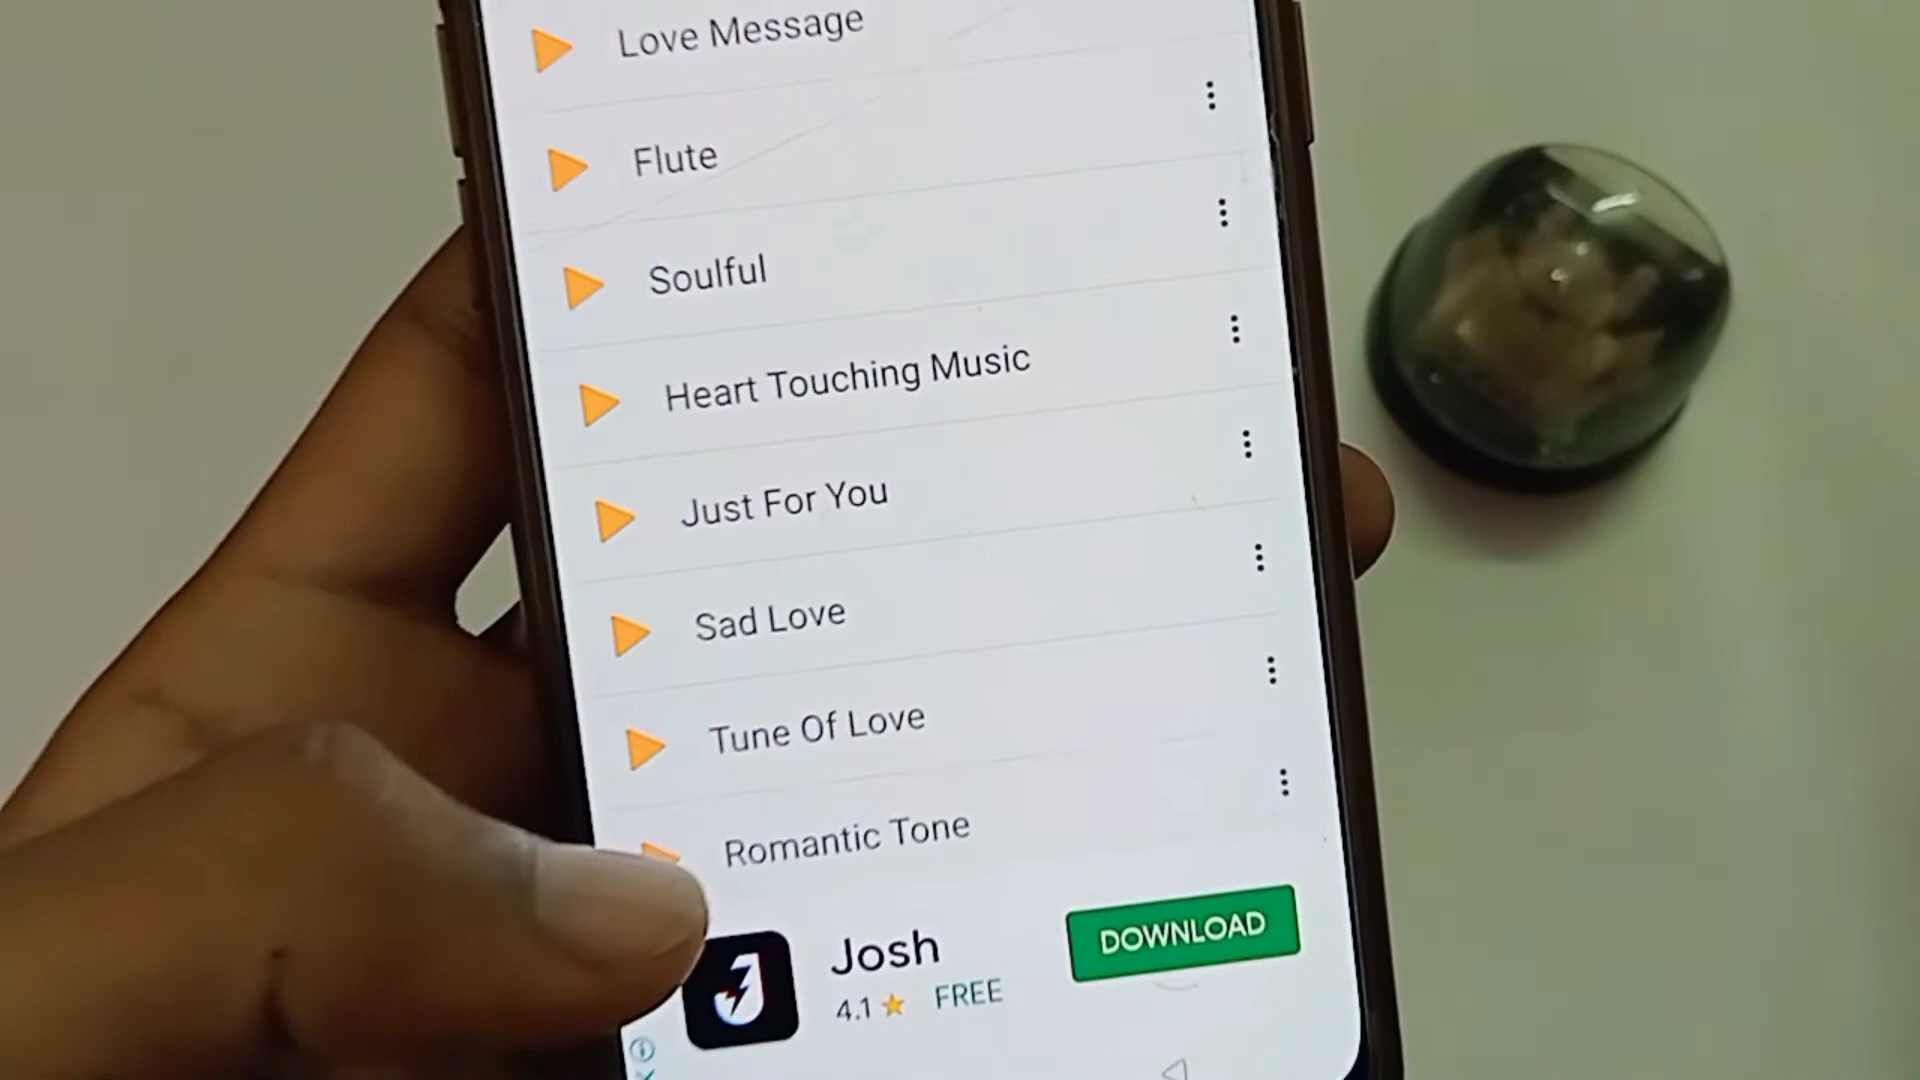 Love Message
Flute
Soulful
Heart Touching Music
Just For You
Sad Love
Tune Of Love
Romantic Tone
Josh
4.1 ★ FREE
DOWNLOAD